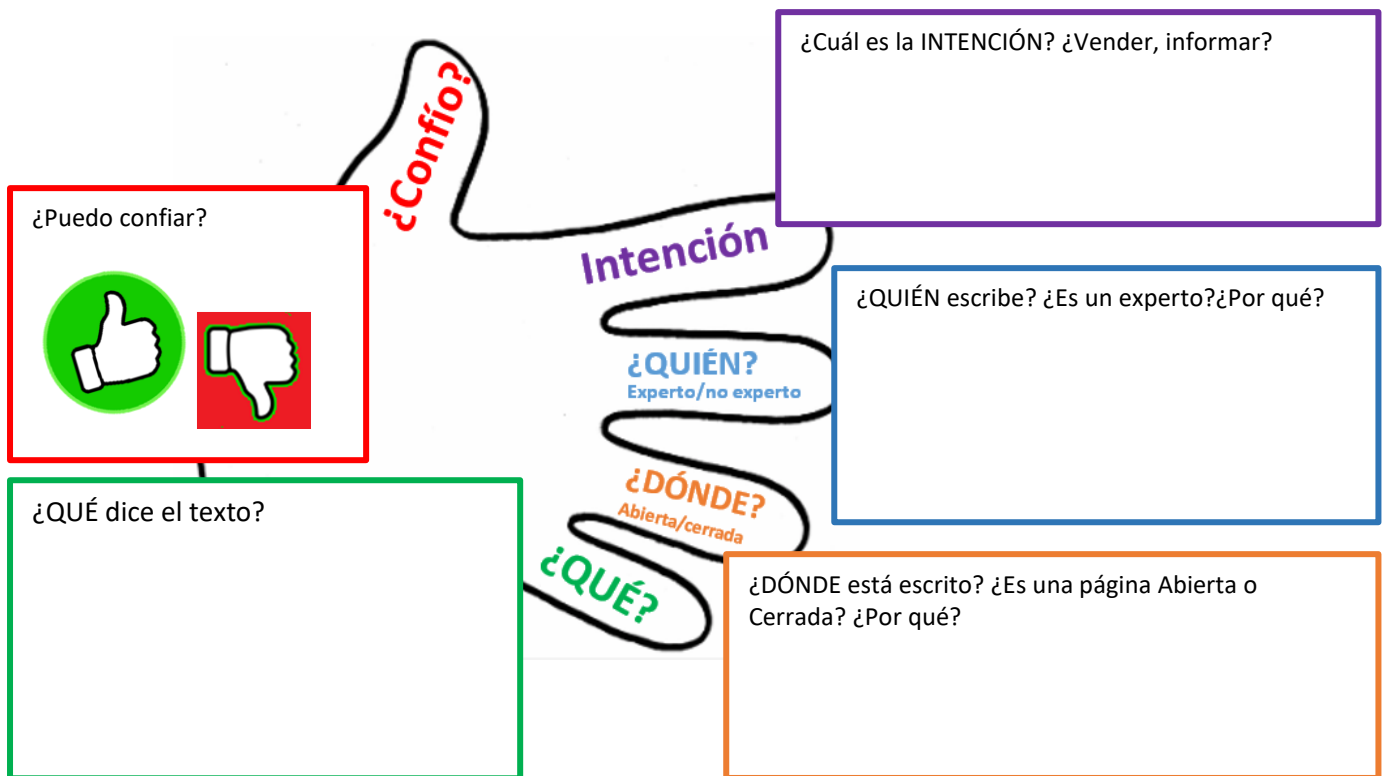 ¿Cuál es la INTENCIÓN? ¿Vender, informar?
¿Confío?
¿Puedo confiar?
Intención
¿QUIÉN escribe? ¿Es un experto?¿Por qué?
¿QUIÉN?
Experto/no experto
¿DÓNDE?
Abierta/cerrada
¿QUÉ dice el texto?
¿QUÉ?
¿DÓNDE está escrito? ¿Es una página Abierta o
Cerrada? ¿Por qué?